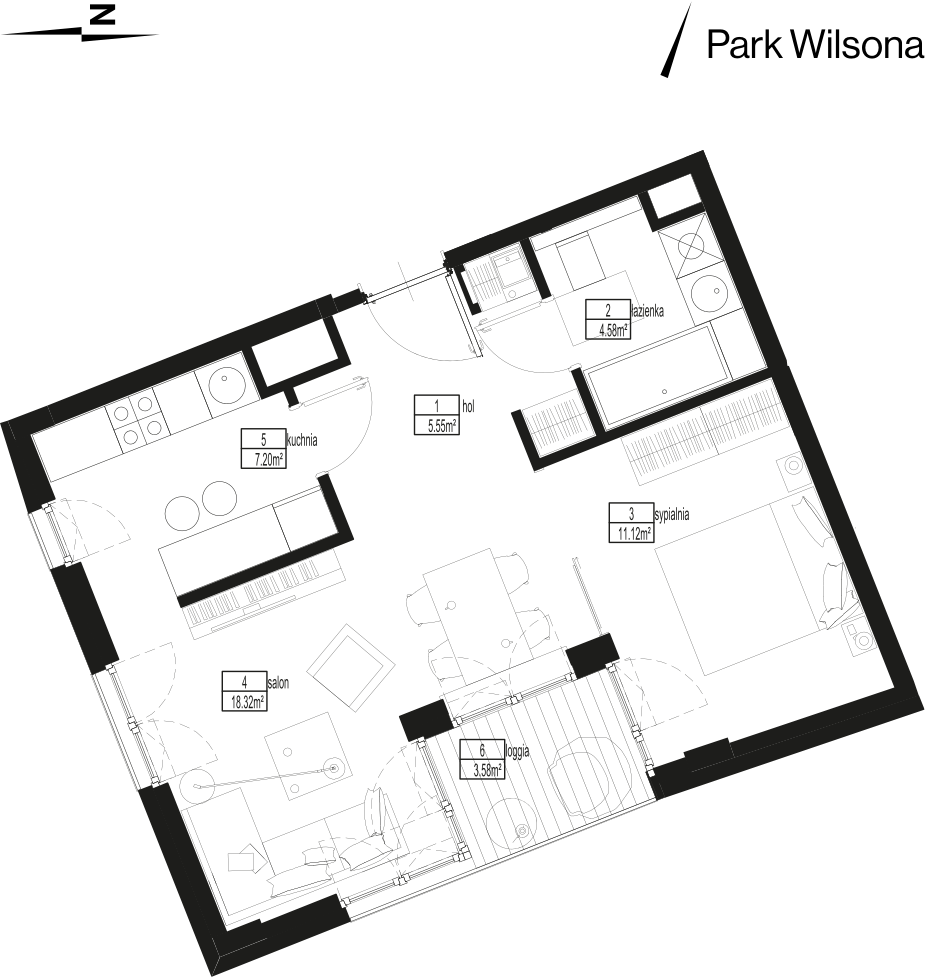 N
Park Wilsona
2 łazienka
4.58m²
1 hol
5.55m²
5 kuchnia
7.20m²
3 sypialnia
11.12m²
4 salon
18.32m²
6 loggia
3.58m²